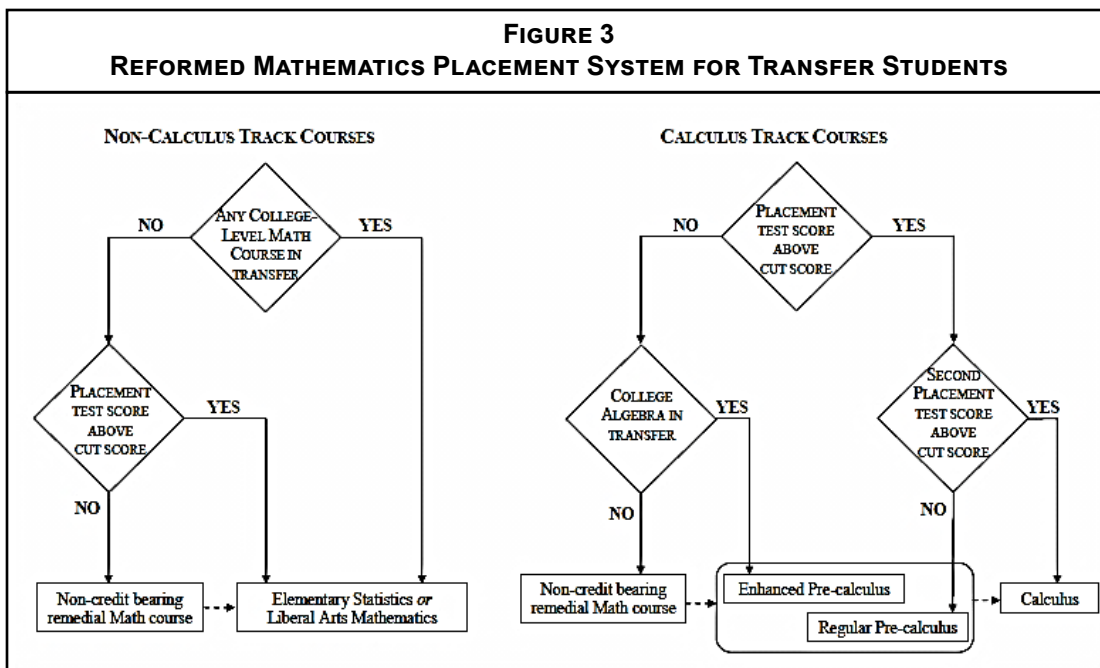 FIGURE 3
REFORMED MATHEMATICS PLACEMENT SYSTEM FOR TRANSFER STUDENTS
NON-CALCULUS TRACK COURSES
ANY COLLEGE-
LEVEL MATH
COURSE IN
TRANSFER
NO
YES
PLACEMENT
TEST SCORE
ABOVE
CUT SCORE
YES
NO
Non-credit bearing
remedial Math course
Elementary Statistics or
Liberal Arts Mathematics
CALCULUS TRACK COURSES
PLACEMENT
TEST SCORE
ABOVE
CUT SCORE
NO
YES
COLLEGE
ALGEBRA IN
TRANSFER
YES
NO
SECOND
PLACEMENT
TEST SCORE
ABOVE
CUT SCORE
YES
NO
Non-credit bearing
remedial Math course
Enhanced Pre-calculus
Regular Pre-calculus
Calculus